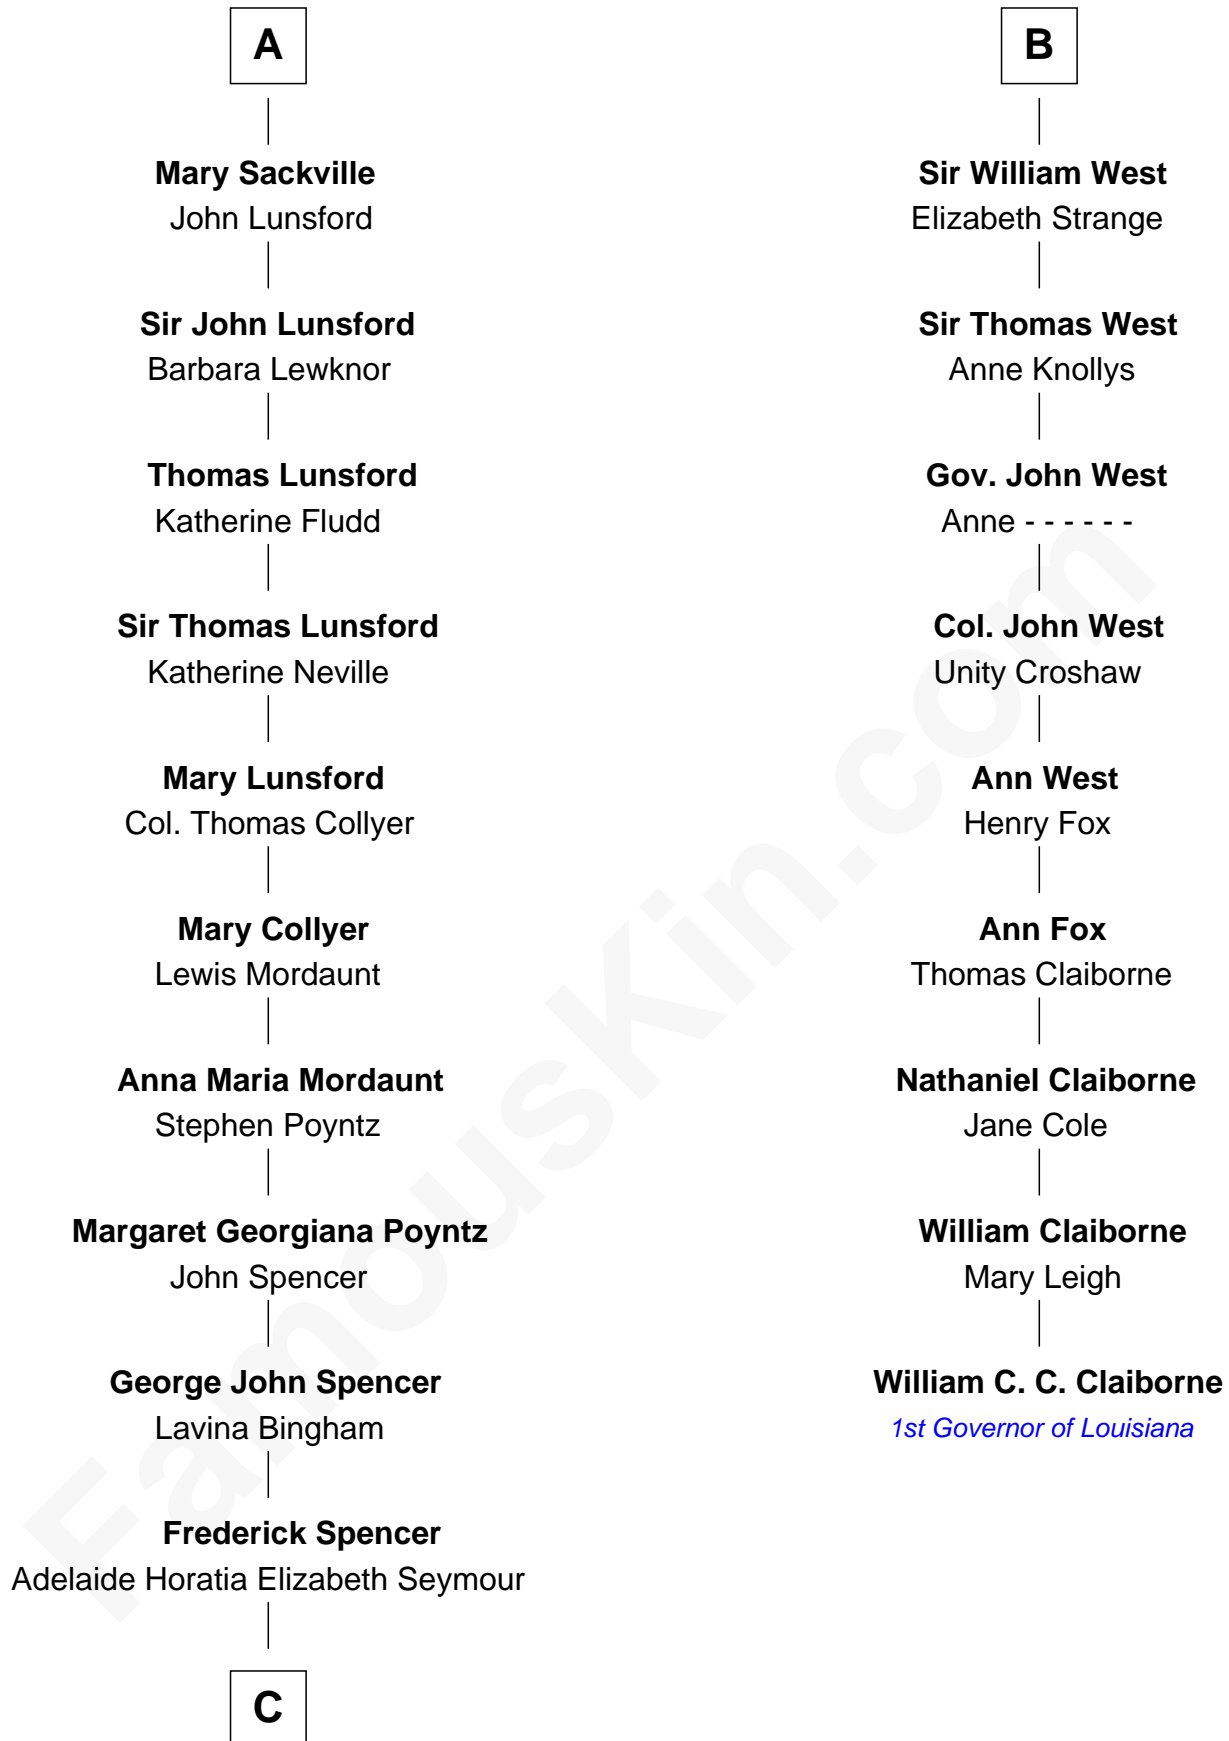 A
Mary Sackville
John Lunsford
Sir John Lunsford
Barbara Lewknor
Thomas Lunsford
Katherine Fludd
Sir Thomas Lunsford
Katherine Neville
Mary Lunsford
Col. Thomas Collyer
Mary Collyer
Lewis Mordaunt
Anna Maria Mordaunt
Stephen Poyntz
Margaret Georgiana Poyntz
John Spencer
George John Spencer
Lavina Bingham
Frederick Spencer
Adelaide Horatia Elizabeth Seymour
C
B
Sir William West
Elizabeth Strange
Sir Thomas West
Anne Knollys
Gov. John West
Anne - - - - - -
Col. John West
Unity Croshaw
Ann West
Henry Fox
Ann Fox
Thomas Claiborne
Nathaniel Claiborne
Jane Cole
William Claiborne
Mary Leigh
William C. C. Claiborne
1st Governor of Louisiana
FamousKin.com